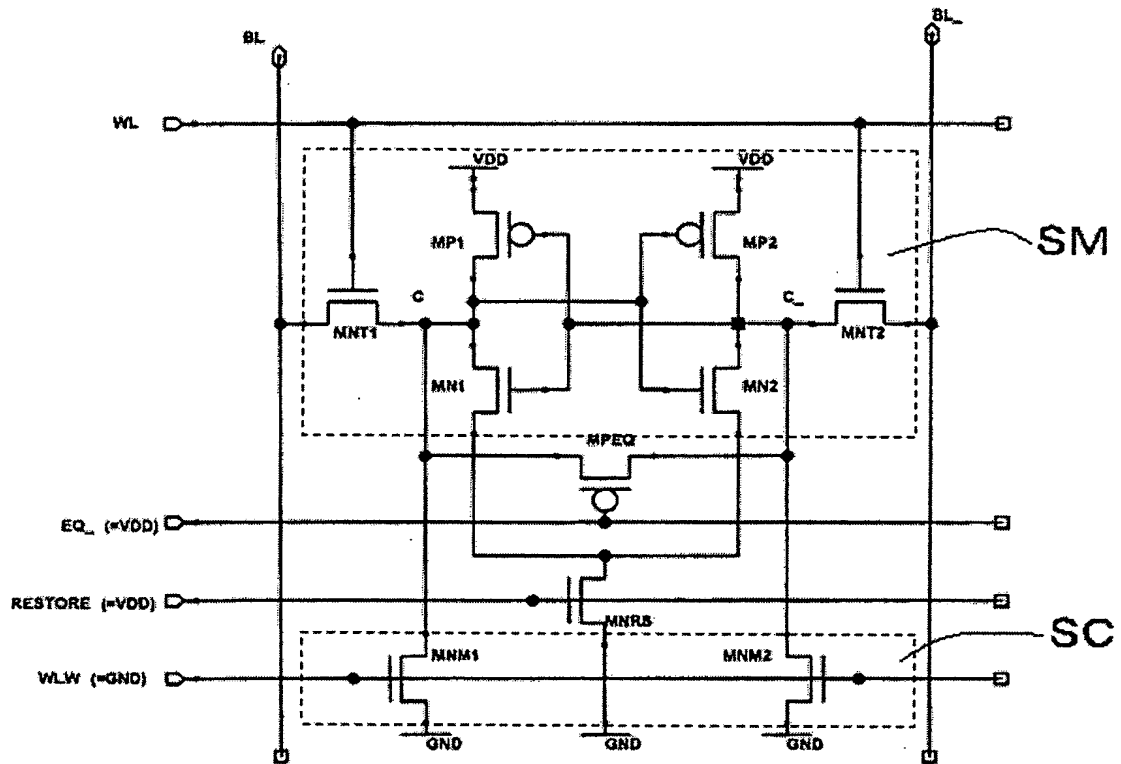 BL_
BL
WL
VDD
VDD
MP1
MP2
SM
C
C_
MNT1
MNT2
MN1
MN2
MPEQ
EQ_ (=VDD)
RESTORE (=VDD)
MNRS
SC
MNM1
MNM2
WLW (=GND)
GND
GND
GND